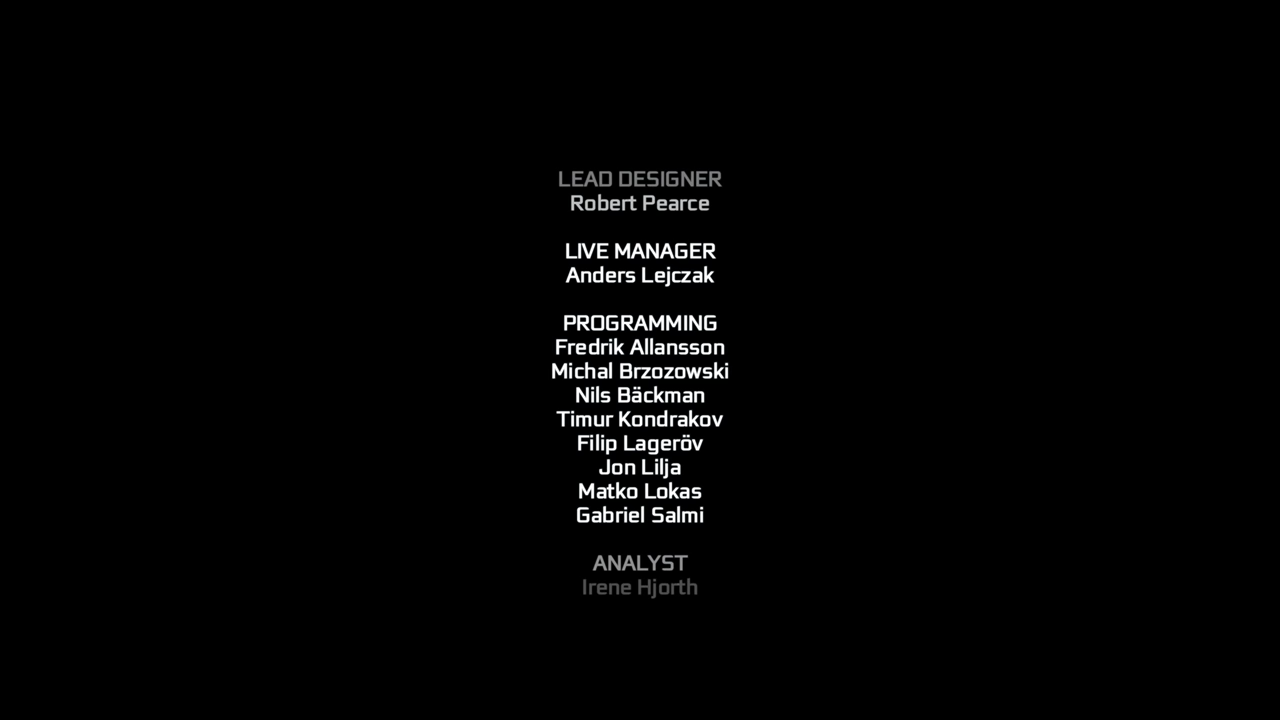 LEAD DESIGNER
Robert Pearce
LIVE MANAGER
Anders Lejczak
PROGRAMMING
Fredrik Allansson
Michal Brzozowski
Nils Bäckman
Timur Kondrakov
Filip Lageröv
Jon Lilja
Matko Lokas
Gabriel Salmi
ANALYST
Irene Hjorth